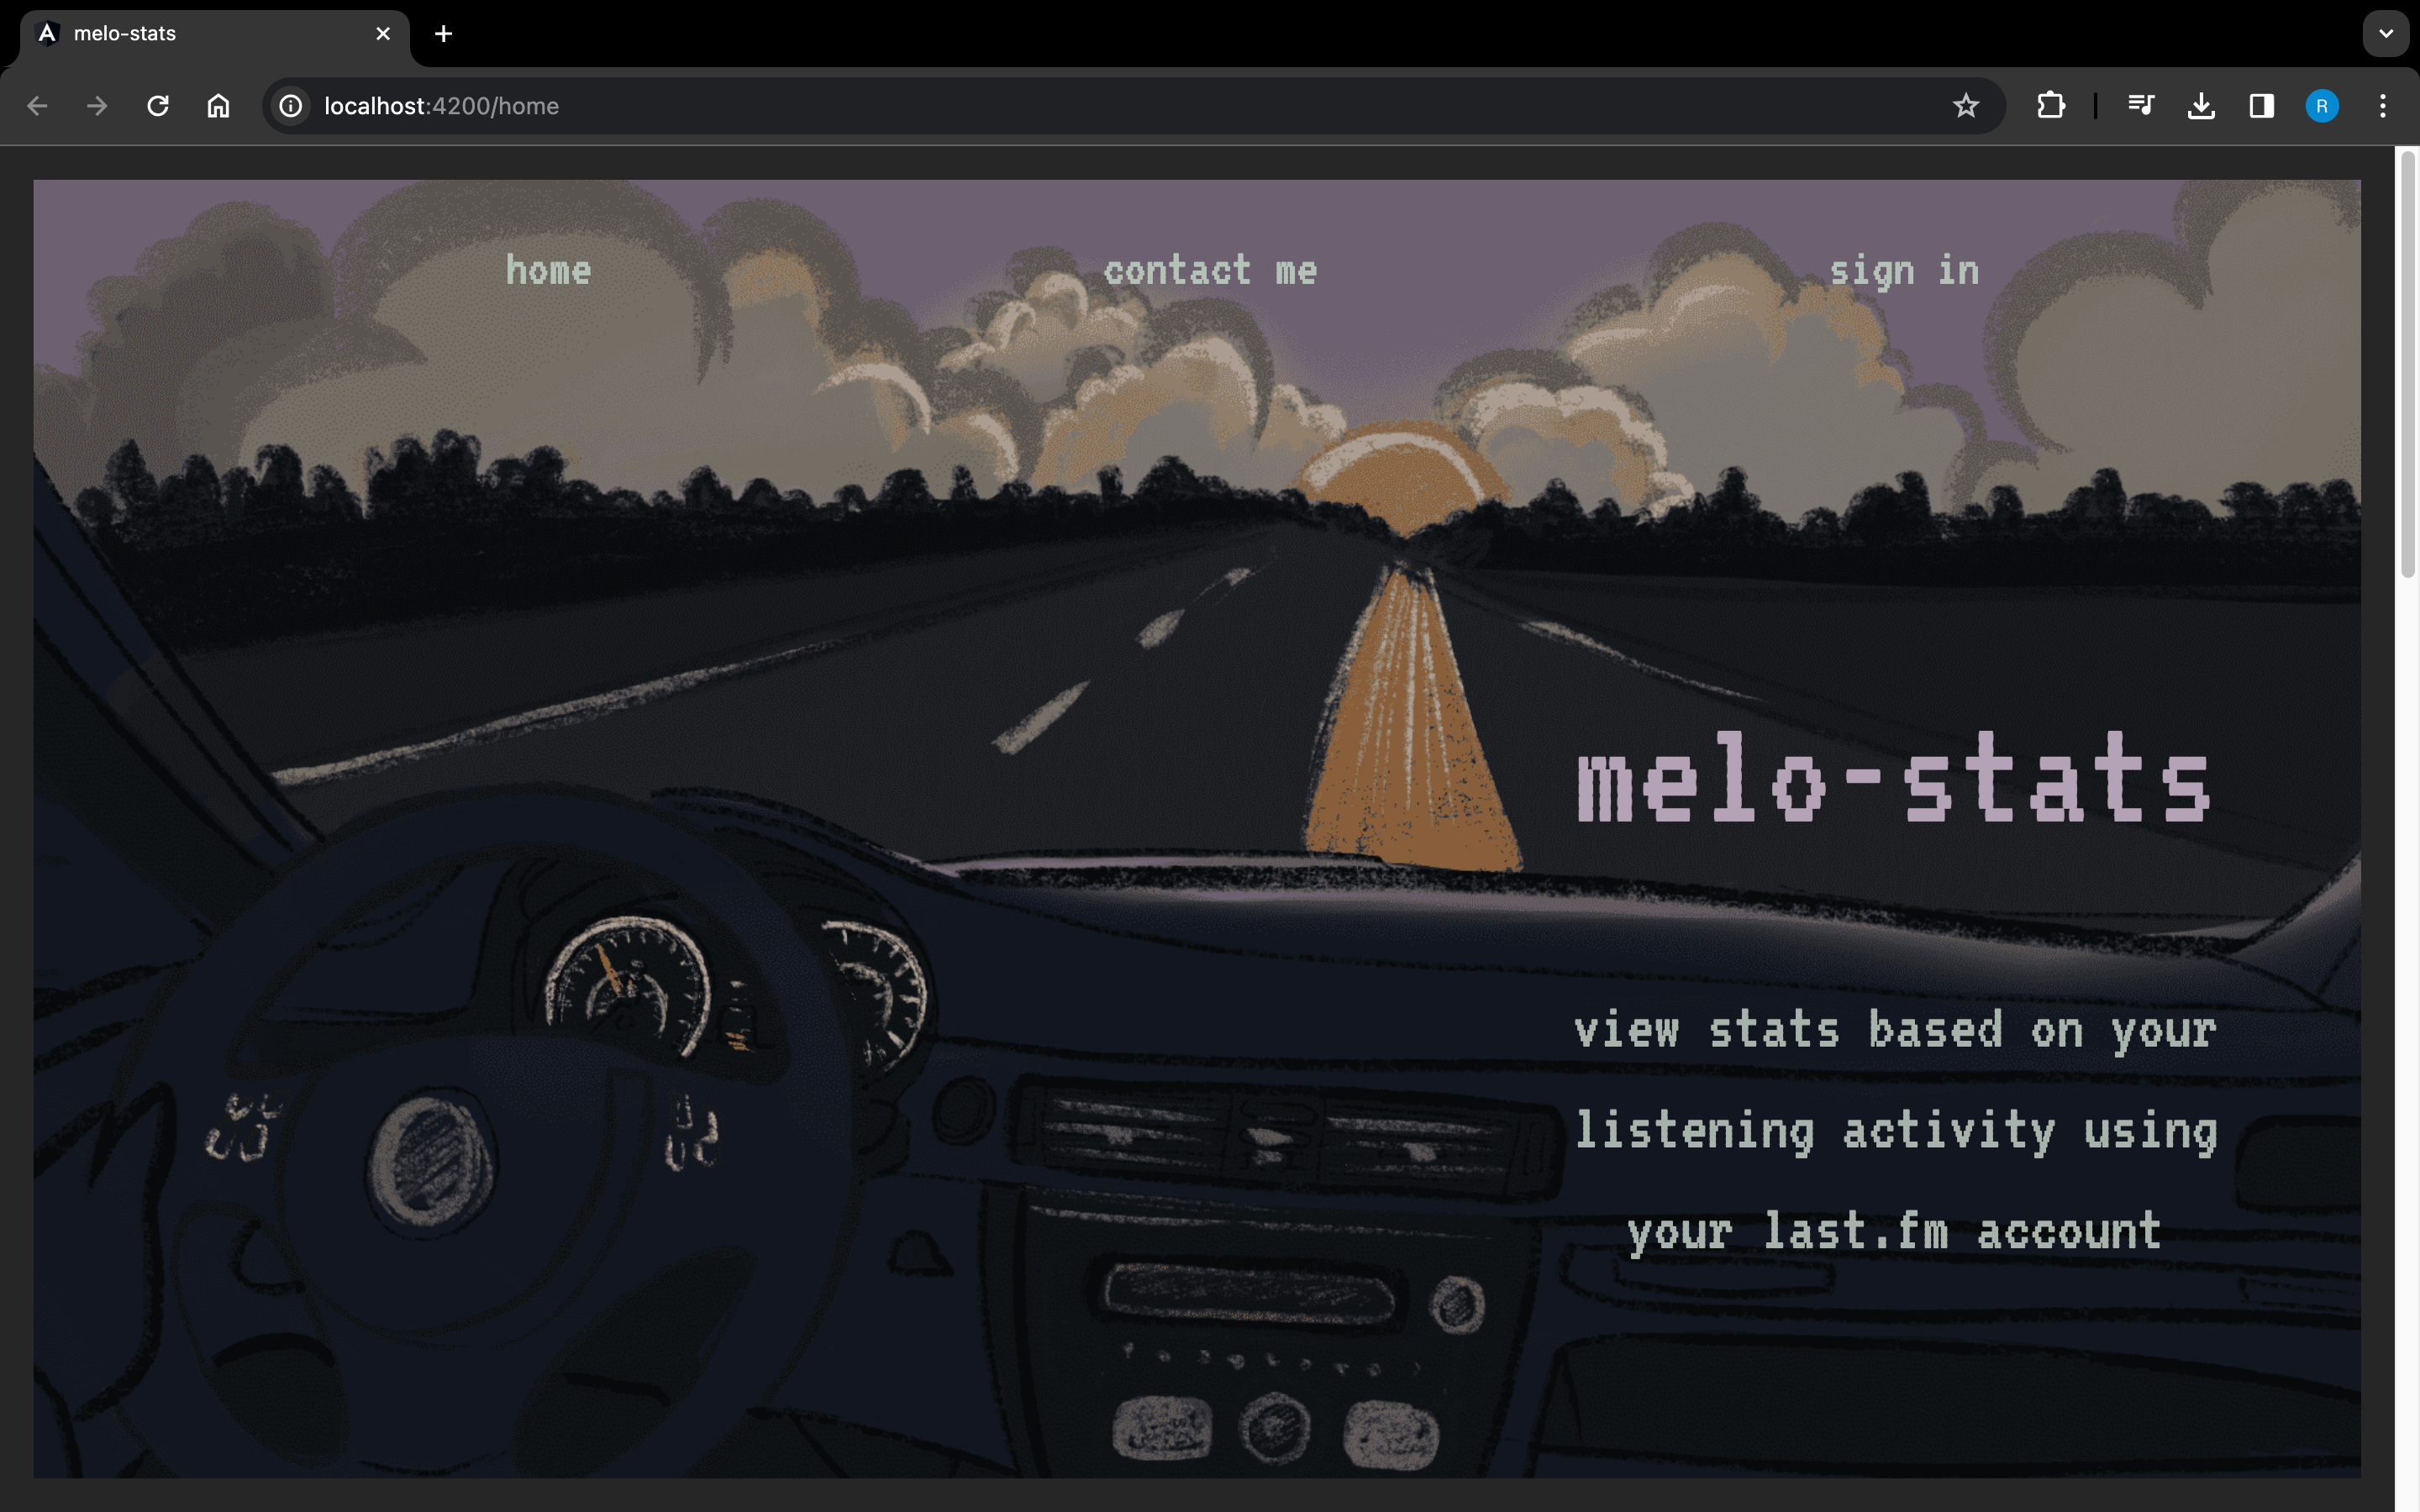 melo-stats
localhost:4200/home
R
home contact me sign in
melo-stats
view stats based on your
listening activity using
your last.fm account